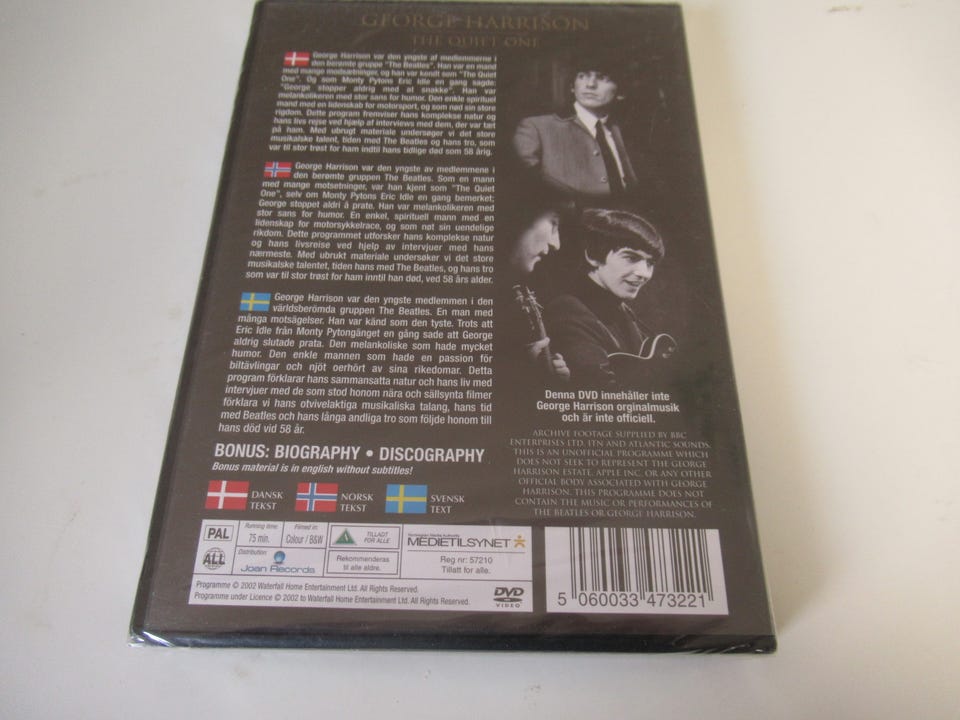 GEORGE HARRISON
THE QUIET ONE
George Harrison var den yngste af medlemmerne i
den berømte gruppe "The Beatles". Han var en mand
med mange modsætninger, og han var kendt som "The Quiet
One". Og som Monty Pytons Eric Idle en gang sagde:
"George stopper aldrig med at snakke". Han var
melankolikeren med stor sans for humor. Den enkle spirituel
mand med en lidenskab for motorsport, og som nød sin store
rigdom. Dette program fremviser hans komplekse natur og
hans livs rejse ved hjælp af interviews med dem, der var tæt
på ham. Med ubrugt materiale undersøger vi det store
musikalske talent, tiden med The Beatles og hans tro, som
var til stor trøst for ham indtil hans tidlige død som 58 årig.
George Harrison var den yngste av medlemmene i
den berømte gruppen The Beatles. Som en mann
med mange motsetninger, var han kjent som "The Quiet
One", selv om Monty Pytons Eric Idle en gang bemerket;
George stoppet aldri å prate. Han var melankolikeren med
stor sans for humor. En enkel, spirituell mann med en
lidenskap for motorsykkelrace, og som nøt sin uendelige
rikdom. Dette programmet utforsker hans komplekse natur
og hans livsreise ved hjelp av intervjuer med hans
nærmeste. Med ubrukt materiale undersøker vi det store
musikalske talentet, tiden hans med The Beatles, og hans tro
som var til stor trøst for ham inntil han død, ved 58 års alder.
George Harrison var den yngste medlemmen i den
världsberömda gruppen The Beatles. En man med
många motsägelser. Han var känd som den tyste. Trots att
Eric Idle från Monty Pytongänget en gång sade att George
aldrig slutade prata. Den melankoliske som hade mycket
humor. Den enkle mannen som hade en passion för
biltävlingar och njöt oerhört av sina rikedomar. Detta
program förklarar hans sammansatta natur och hans liv med
intervjuer med de som stod honom nära och sällsynta filmer
förklara vi hans otvivelaktiga musikaliska talang, hans tid
med Beatles och hans långa andliga tro som följde honom till
hans död vid 58 år.
BONUS: BIOGRAPHY • DISCOGRAPHY
Bonus material is in english without subtitles!
DANSK
TEKST
NORSK
TEKST
SVENSK
TEXT
Denna DVD innehåller inte
George Harrison orginalmusik
och är inte officiell.
ARCHIVE FOOTAGE SUPPLIED BY BBC
ENTERPRISES LTD. ITN AND ATLANTIC SOUNDS.
THIS IS AN UNOFFICIAL PROGRAMME WHICH
DOES NOT SEEK TO REPRESENT THE GEORGE
HARRISON ESTATE, APPLE INC. OR ANY OTHER
OFFICIAL BODY ASSOCIATED WITH GEORGE
HARRISON. THIS PROGRAMME DOES NOT
CONTAIN THE MUSIC OR PERFORMANCES OF
THE BEATLES OR GEORGE HARRISON.
PAL
Running time:
75 min.
Filmed in:
Colour / B&W
TILLADT
FOR ALLE
Norwegian Media Authority
MEDIETILSYNET
ALL
Distribution:
Joan Records
Rekommenderas
til alle aldre.
Reg nr: 57210
Tillatt for alle.
Programme © 2002 Waterfall Home Entertainment Ltd. All Rights Reserved.
Programme under Licence © 2002 to Waterfall Home Entertainment Ltd. All Rights Reserved.
DVD
VIDEO
5 060033 473221